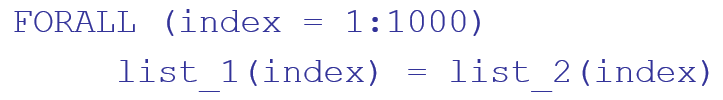 FORALL (index = 1:1000)
list_1(index) = list_2(index)